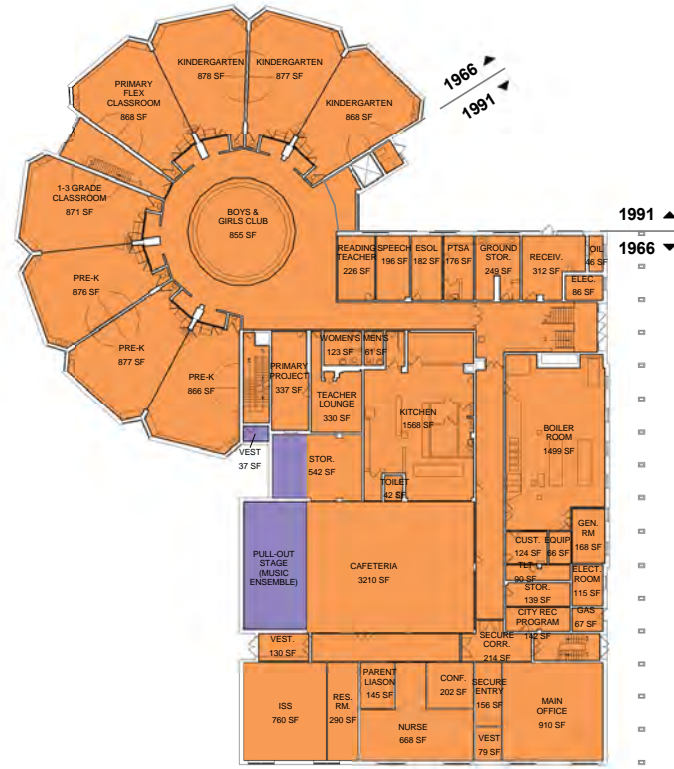 KINDERGARTEN
878 SF
KINDERGARTEN
877 SF
1966
1991
PRIMARY
FLEX
CLASSROOM
868 SF
KINDERGARTEN
868 SF
1-3 GRADE
CLASSROOM
871 SF
BOYS &
GIRLS CLUB
855 SF
1991
1966
READING
TEACHER
226 SF
SPEECH
196 SF
ESOL
182 SF
PTSA
176 SF
GROUND
STOR.
249 SF
RECEIV.
312 SF
OIL
46 SF
ELEC.
86 SF
PRE-K
876 SF
PRE-K
877 SF
PRE-K
866 SF
WOMEN'S
123 SF
MEN'S
61 SF
PRIMARY
PROJECT
337 SF
TEACHER
LOUNGE
330 SF
KITCHEN
1568 SF
BOILER
ROOM
1499 SF
VEST
37 SF
STOR.
542 SF
TOILET
42 SF
GEN.
RM
168 SF
CUST.
124 SF
EQUIP.
66 SF
PULL-OUT
STAGE
(MUSIC
ENSEMBLE)
CAFETERIA
3210 SF
TLT
90 SF
ELECT.
ROOM
115 SF
STOR.
139 SF
CITY REC
PROGRAM
142 SF
GAS
67 SF
VEST.
130 SF
SECURE
CORR.
214 SF
PARENT
LIASON
145 SF
CONF.
202 SF
SECURE
ENTRY
156 SF
MAIN
OFFICE
910 SF
ISS
760 SF
RES.
RM.
290 SF
NURSE
668 SF
VEST
79 SF